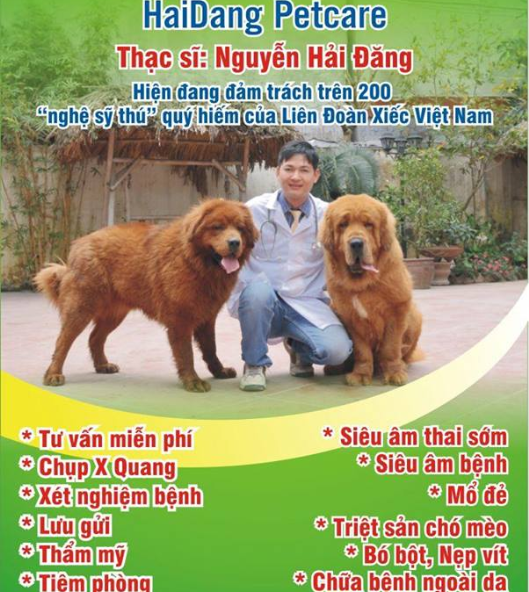 HaiDang Petcare
Thạc sĩ: Nguyễn Hải Đăng
Hiện đang đảm trách trên 200
“nghệ sỹ thú” quý hiếm của Liên Đoàn Xiếc Việt Nam
* Tư vấn miễn phí
* Chụp X Quang
* Xét nghiệm bệnh
* Lưu gửi
* Thẩm mỹ
* Tiêm phòng
* Siêu âm thai sớm
* Siêu âm bệnh
* Mổ đẻ
* Triệt sản chó mèo
* Bó bột, Nẹp vít
* Chữa bệnh ngoài da